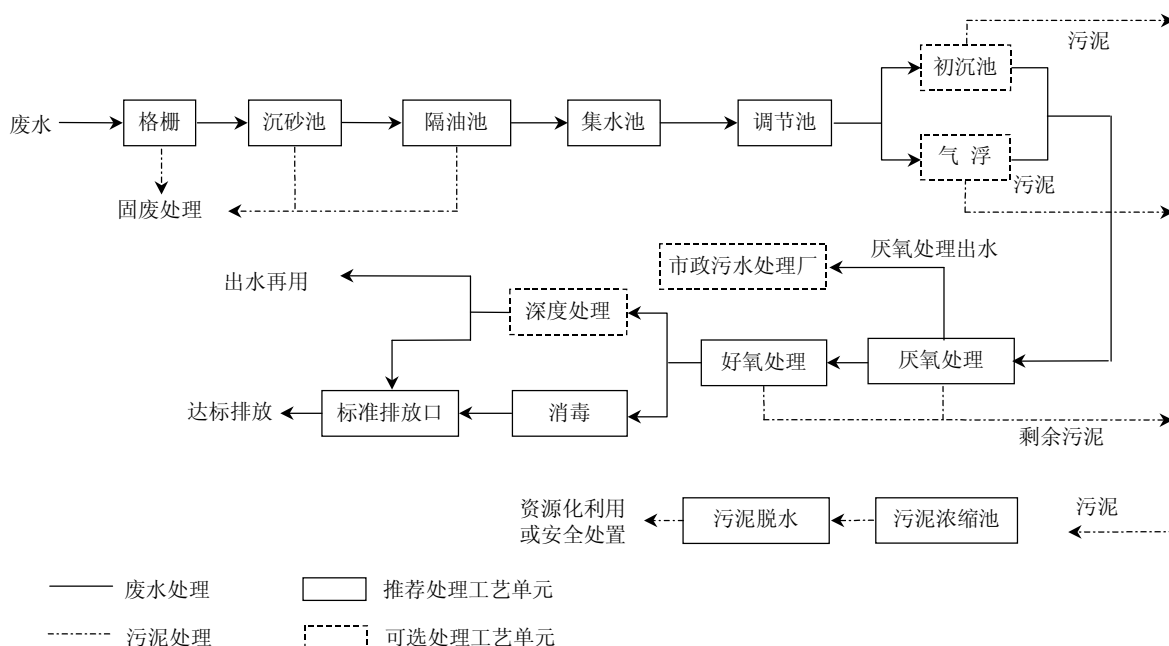 污泥
初沉池
废水
格栅
沉砂池
隔油池
集水池
调节池
气 浮
污泥
固废处理
厌氧处理出水
市政污水处理厂
出水再用
深度处理
好氧处理
厌氧处理
达标排放
标准排放口
消毒
剩余污泥
资源化利用
或安全处置
污泥脱水
污泥浓缩池
污泥
废水处理
推荐处理工艺单元
污泥处理
可选处理工艺单元